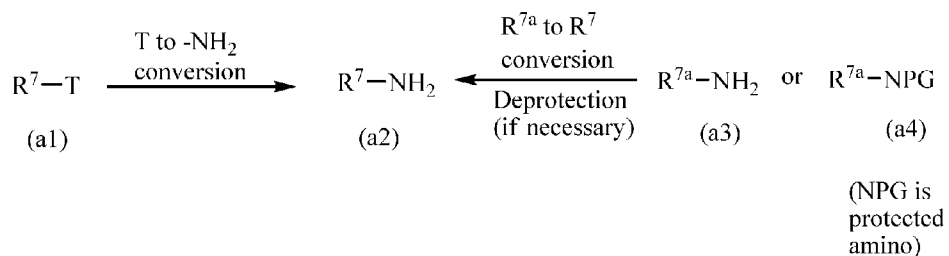 T to -NH₂
conversion
R⁷–T
(a1)
R⁷–NH₂
(a2)
R⁷ᵃ to R⁷
conversion
Deprotection
(if necessary)
R⁷ᵃ–NH₂ or R⁷ᵃ–NPG
(a3) (a4)
(NPG is
protected
amino)